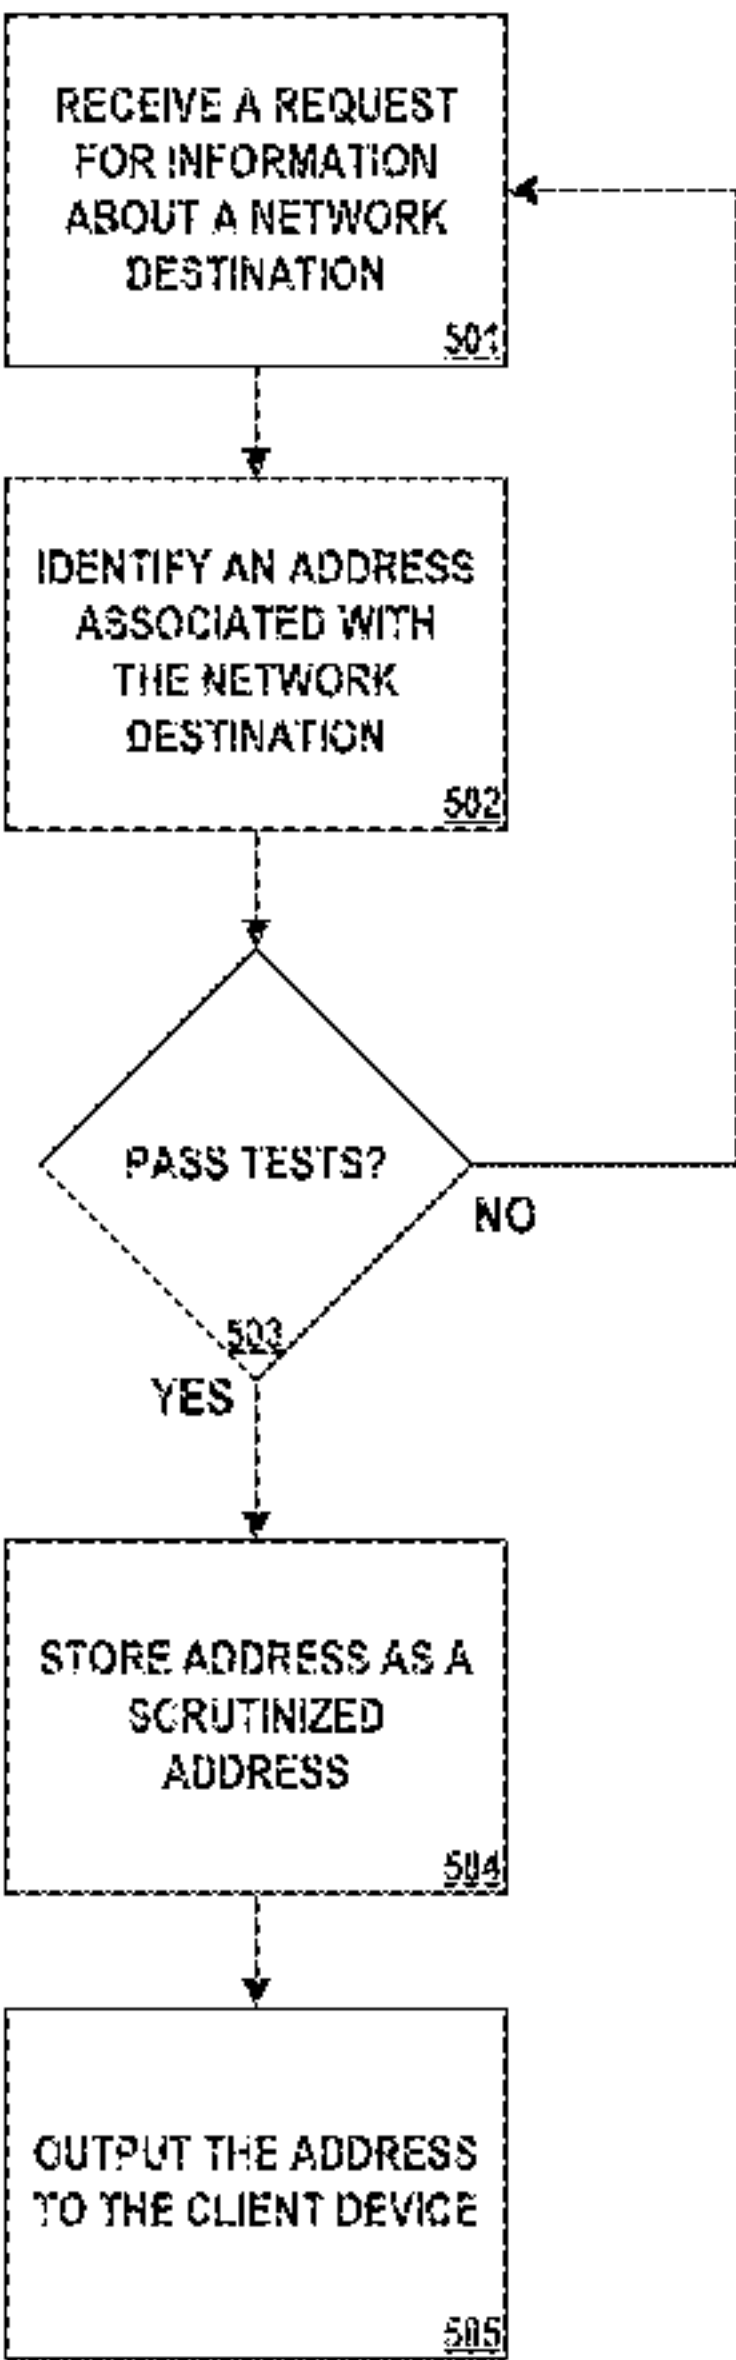 RECEIVE A REQUEST
FOR INFORMATION
ABOUT A NETWORK
DESTINATION
501
IDENTIFY AN ADDRESS
ASSOCIATED WITH
THE NETWORK
DESTINATION
502
PASS TESTS?
NO
503
YES
STORE ADDRESS AS A
SCRUTINIZED
ADDRESS
504
OUTPUT THE ADDRESS
TO THE CLIENT DEVICE
505